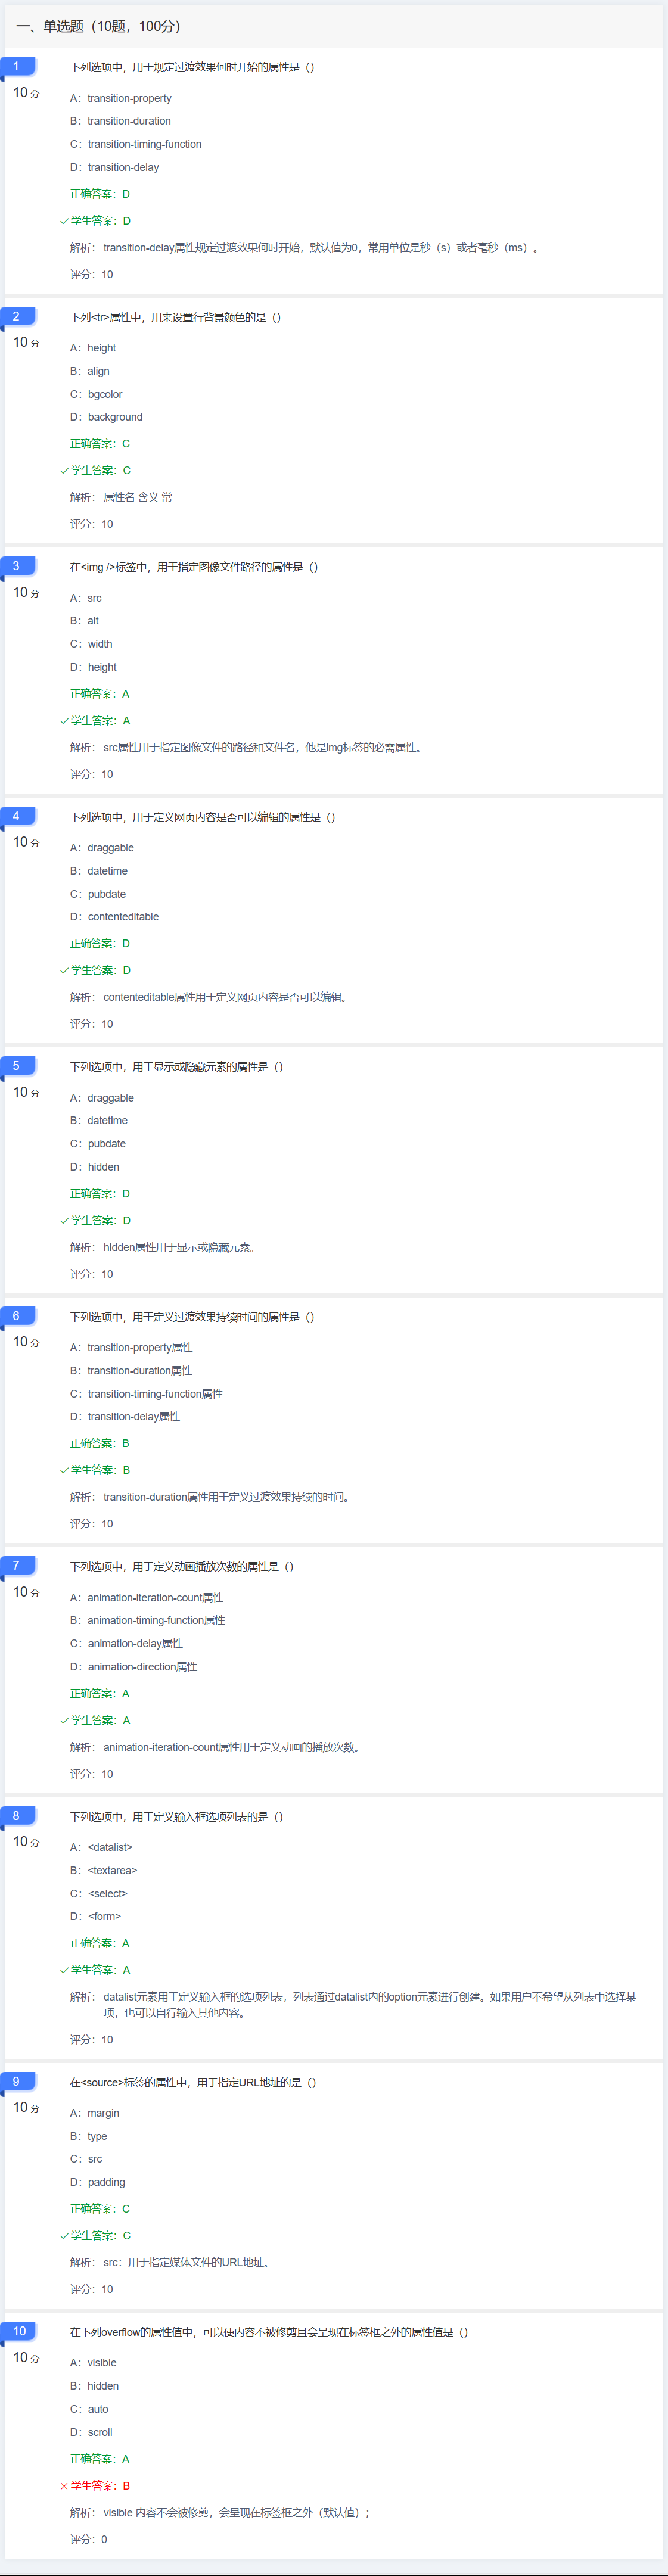 一、单选题（10题，100分）
1
下列选项中，用于规定过渡效果何时开始的属性是（）
10 分
A：transition-property
B：transition-duration
C：transition-timing-function
D：transition-delay
正确答案：D
学生答案：D
解析： transition-delay属性规定过渡效果何时开始，默认值为0，常用单位是秒（s）或者毫秒（ms）。
评分：10
2
下列<tr>属性中，用来设置行背景颜色的是（）
10 分
A：height
B：align
C：bgcolor
D：background
正确答案：C
学生答案：C
解析： 属性名 含义 常
评分：10
3
在<img />标签中，用于指定图像文件路径的属性是（）
10 分
A：src
B：alt
C：width
D：height
正确答案：A
学生答案：A
解析： src属性用于指定图像文件的路径和文件名，他是img标签的必需属性。
评分：10
4
下列选项中，用于定义网页内容是否可以编辑的属性是（）
10 分
A：draggable
B：datetime
C：pubdate
D：contenteditable
正确答案：D
学生答案：D
解析： contenteditable属性用于定义网页内容是否可以编辑。
评分：10
5
下列选项中，用于显示或隐藏元素的属性是（）
10 分
A：draggable
B：datetime
C：pubdate
D：hidden
正确答案：D
学生答案：D
解析： hidden属性用于显示或隐藏元素。
评分：10
6
下列选项中，用于定义过渡效果持续时间的属性是（）
10 分
A：transition-property属性
B：transition-duration属性
C：transition-timing-function属性
D：transition-delay属性
正确答案：B
学生答案：B
解析： transition-duration属性用于定义过渡效果持续的时间。
评分：10
7
下列选项中，用于定义动画播放次数的属性是（）
10 分
A：animation-iteration-count属性
B：animation-timing-function属性
C：animation-delay属性
D：animation-direction属性
正确答案：A
学生答案：A
解析： animation-iteration-count属性用于定义动画的播放次数。
评分：10
8
下列选项中，用于定义输入框选项列表的是（）
10 分
A：<datalist>
B：<textarea>
C：<select>
D：<form>
正确答案：A
学生答案：A
解析： datalist元素用于定义输入框的选项列表，列表通过datalist内的option元素进行创建。如果用户不希望从列表中选择某
项，也可以自行输入其他内容。
评分：10
9
在<source>标签的属性中，用于指定URL地址的是（）
10 分
A：margin
B：type
C：src
D：padding
正确答案：C
学生答案：C
解析： src：用于指定媒体文件的URL地址。
评分：10
10
在下列overflow的属性值中，可以使内容不被修剪且会呈现在标签框之外的属性值是（）
10 分
A：visible
B：hidden
C：auto
D：scroll
正确答案：A
学生答案：B
解析： visible 内容不会被修剪，会呈现在标签框之外（默认值）；
评分：0